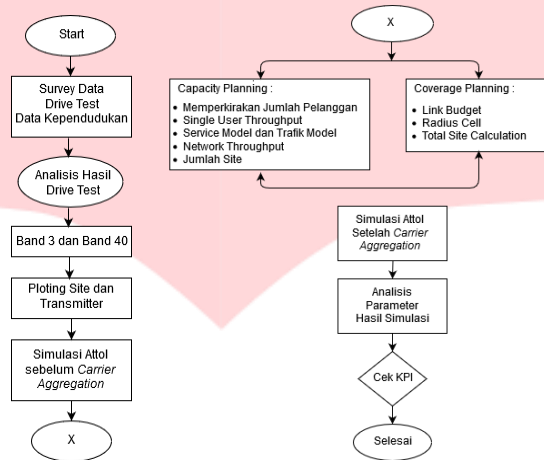 Start
Survey Data
Drive Test
Data Kependudukan
Analisis Hasil
Drive Test
Band 3 dan Band 40
Ploting Site dan
Transmitter
Simulasi Attol
sebelum Carrier
Aggregation
X
X
Capacity Planning :
• Memperkirakan Jumlah Pelanggan
• Single User Throughput
• Service Model dan Trafik Model
• Network Throughput
• Jumlah Site
Coverage Planning :
• Link Budget
• Radius Cell
• Total Site Calculation
Simulasi Attol
Setelah Carrier
Aggregation
Analisis
Parameter
Hasil Simulasi
Cek KPI
Selesai